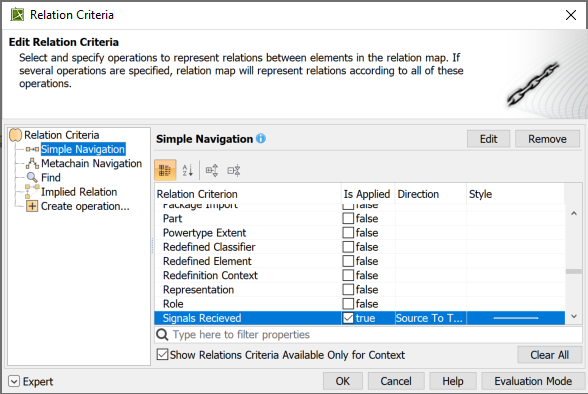 Relation Criteria
Edit Relation Criteria
Select and specify operations to represent relations between elements in the relation map. If
several operations are specified, relation map will represent relations according to all of these
operations.
Relation Criteria
Simple Navigation
Metachain Navigation
Find
Implied Relation
Create operation...
Simple Navigation
Edit
Remove
Relation Criterion Is Applied Direction Style
Package Import false
Part false
Powertype Extent false
Redefined Classifier false
Redefined Element false
Redefinition Context false
Representation false
Role false
Signals Recieved true Source To T...
Type here to filter properties
Show Relations Criteria Available Only for Context
Clear All
Expert
OK
Cancel
Help
Evaluation Mode